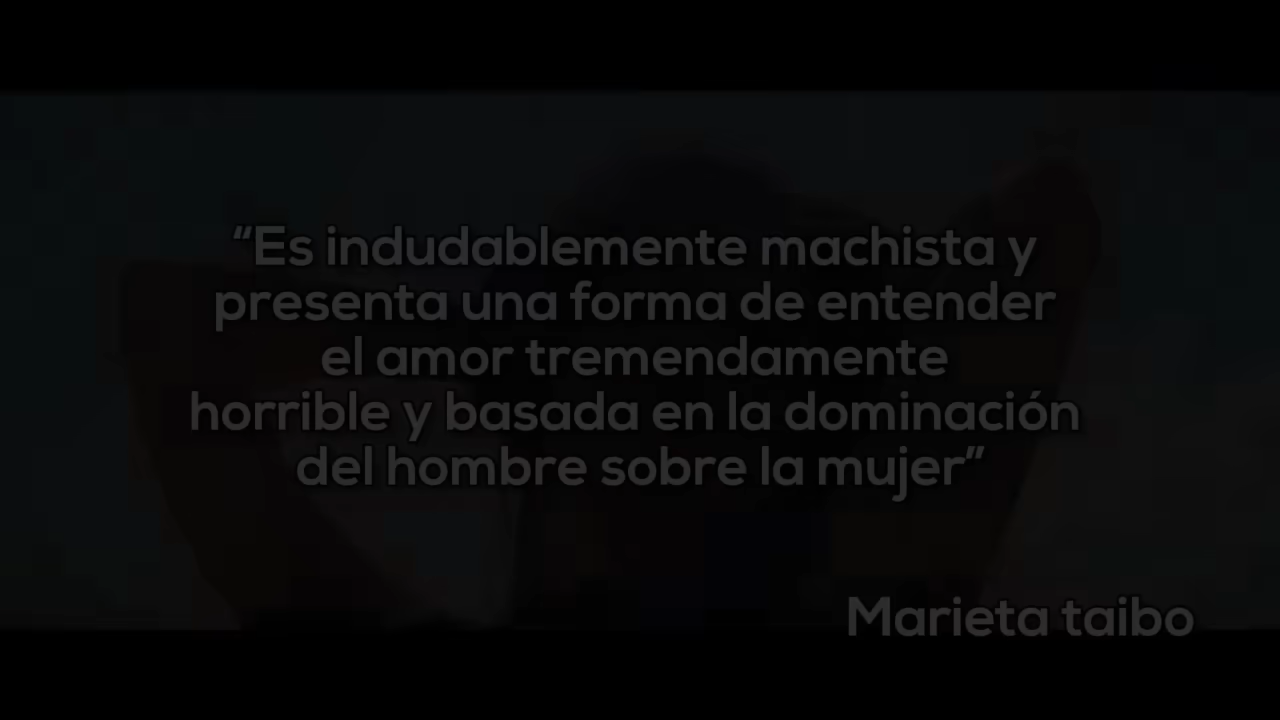 “Es indudablemente machista y
presenta una forma de entender
el amor tremendamente
horrible y basada en la dominación
del hombre sobre la mujer”
Marieta taibo